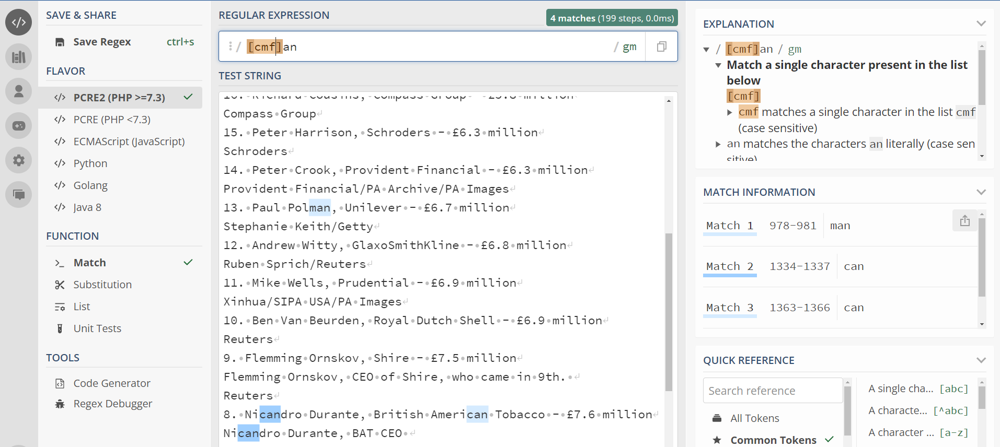 SAVE & SHARE
Save Regex ctrl+s
FLAVOR
</> PCRE2 (PHP >=7.3)
</> PCRE (PHP <7.3)
</> ECMAScript (JavaScript)
</> Python
</> Golang
</> Java 8
FUNCTION
Match
Substitution
List
Unit Tests
TOOLS
Code Generator
Regex Debugger
REGULAR EXPRESSION
4 matches (199 steps, 0.0ms)
/ [cmf]an / gm
TEST STRING
16. Richard Cousins, Compass Group - £5.8 million
Compass Group
15. Peter Harrison, Schroders - £6.3 million
Schroders
14. Peter Crook, Provident Financial - £6.3 million
Provident Financial/PA Archive/PA Images
13. Paul Polman, Unilever - £6.7 million
Stephanie Keith/Getty
12. Andrew Witty, GlaxoSmithKline - £6.8 million
Ruben Sprich/Reuters
11. Mike Wells, Prudential - £6.9 million
Xinhua/SIPA USA/PA Images
10. Ben Van Beurden, Royal Dutch Shell - £6.9 million
Reuters
9. Flemming Ornskov, Shire - £7.5 million
Flemming Ornskov, CEO of Shire, who came in 9th.
Reuters
8. Nicandro Durante, British American Tobacco - £7.6 million
Nicandro Durante, BAT CEO
EXPLANATION
/ [cmf]an / gm
Match a single character present in the list
below
[cmf]
cmf matches a single character in the list cmf
(case sensitive)
an matches the characters an literally (case sen
sitive)
MATCH INFORMATION
Match 1 978-981 man
Match 2 1334-1337 can
Match 3 1363-1366 can
QUICK REFERENCE
Search reference
All Tokens
Common Tokens
A single cha... [abc]
A characte... [^abc]
A character ... [a-z]